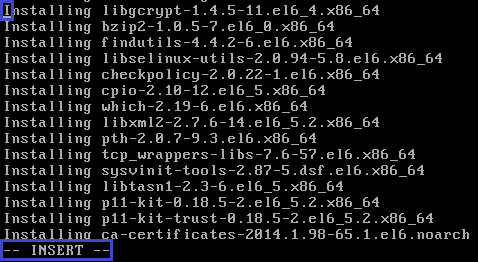 Installing libgcrypt-1.4.5-11.el6_4.x86_64
Installing bzip2-1.0.5-7.el6_0.x86_64
Installing findutils-4.4.2-6.el6.x86_64
Installing libselinux-utils-2.0.94-5.8.el6.x86_64
Installing checkpolicy-2.0.22-1.el6.x86_64
Installing cpio-2.10-12.el6_5.x86_64
Installing which-2.19-6.el6.x86_64
Installing libxml2-2.7.6-14.el6_5.2.x86_64
Installing pth-2.0.7-9.3.el6.x86_64
Installing tcp_wrappers-libs-7.6-57.el6.x86_64
Installing sysvinit-tools-2.87-5.dsf.el6.x86_64
Installing libtasn1-2.3-6.el6_5.x86_64
Installing p11-kit-0.18.5-2.el6_5.2.x86_64
Installing p11-kit-trust-0.18.5-2.el6_5.2.x86_64
Installing ca-certificates-2014.1.98-65.1.el6.noarch
-- INSERT --